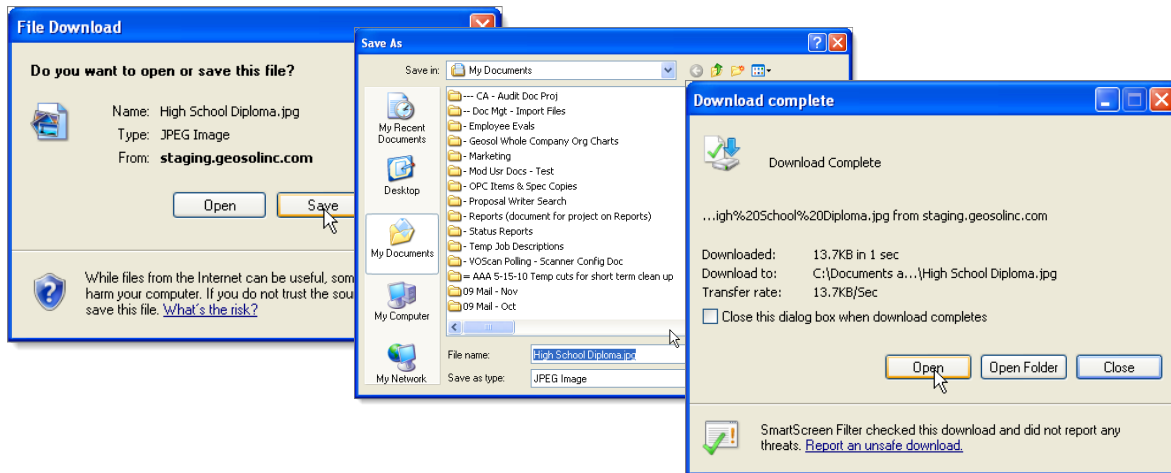 File Download
Do you want to open or save this file?
Name: High School Diploma.jpg
Type: JPEG Image
From: staging.geosolinc.com
Open
Save
While files from the Internet can be useful, som
harm your computer. If you do not trust the sou
save this file. What's the risk?
Save As
Save in: My Documents
My Recent
Documents
Desktop
My Documents
My Computer
My Network
--- CA - Audit Doc Proj
-- Doc Mgt - Import Files
- Employee Evals
- Geosol Whole Company Org Charts
- Marketing
- Mod Usr Docs - Test
- OPC Items & Spec Copies
- Proposal Writer Search
- Reports (document for project on Reports)
- Status Reports
- Temp Job Descriptions
- VOScan Polling - Scanner Config Doc
= AAA 5-15-10 Temp cuts for short term clean up
09 Mail - Nov
09 Mail - Oct
File name: High School Diploma.jpg
Save as type: JPEG Image
Download complete
Download Complete
...igh%20School%20Diploma.jpg from staging.geosolinc.com
Downloaded: 13.7KB in 1 sec
Download to: C:\Documents a...\High School Diploma.jpg
Transfer rate: 13.7KB/Sec
Close this dialog box when download completes
Open
Open Folder
Close
SmartScreen Filter checked this download and did not report any
threats. Report an unsafe download.